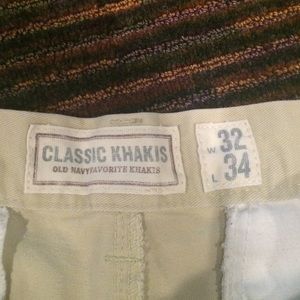 CLASSIC KHAKIS
OLD NAVY FAVORITE KHAKIS
W 32
L 34